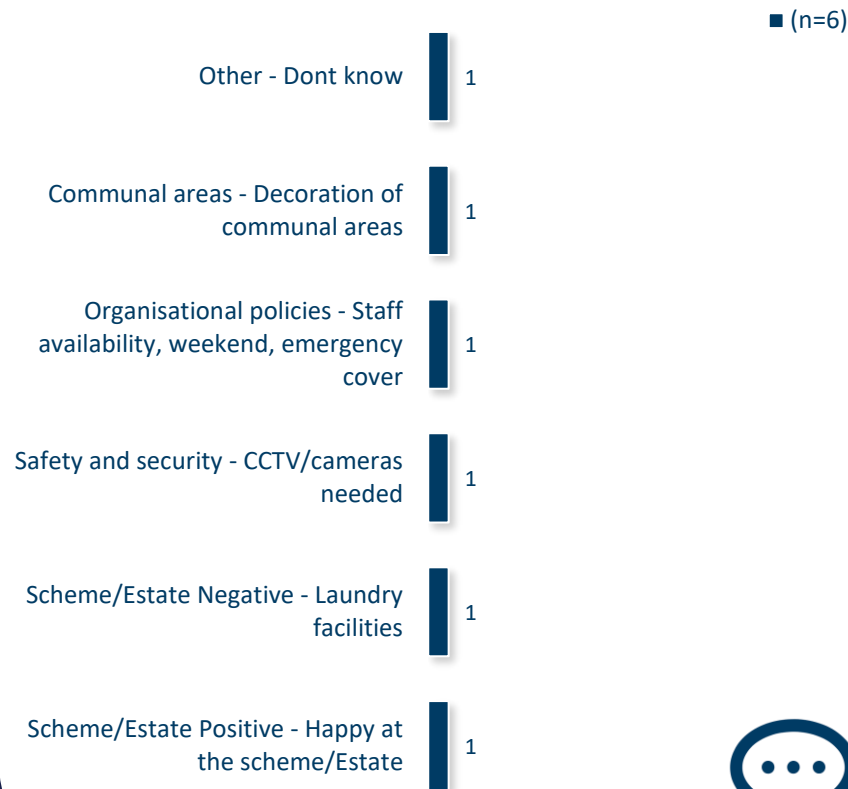 (n=6)
Other - Dont know
1
Communal areas - Decoration of
communal areas
1
Organisational policies - Staff
availability, weekend, emergency
cover
1
Safety and security - CCTV/cameras
needed
1
Scheme/Estate Negative - Laundry
facilities
1
Scheme/Estate Positive - Happy at
the scheme/Estate
1